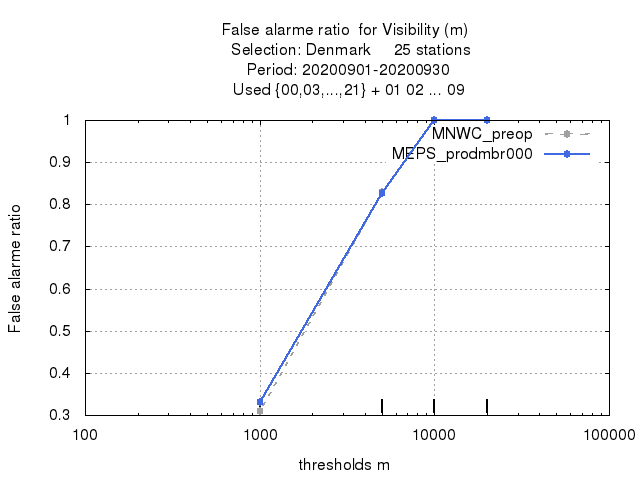 False alarme ratio  for Visibility (m)
Selection: Denmark     25 stations
Period: 20200901-20200930
Used {00,03,...,21} + 01 02 ... 09
MNWC_preop
MEPS_prodmbr000
1
0.9
0.8
0.7
0.6
0.5
0.4
0.3
False alarme ratio
100
1000
10000
100000
thresholds m